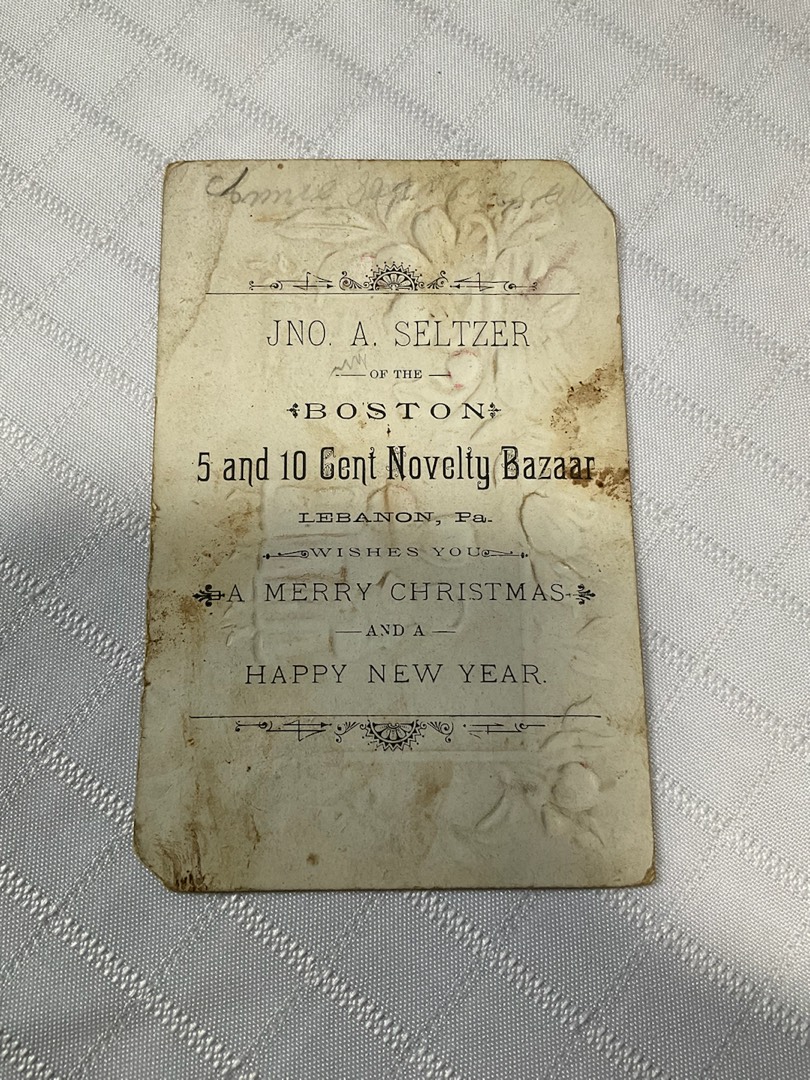 JNO. A. SELTZER
OF THE
BOSTON
5 and 10 Cent Novelty Bazaar
LEBANON, Pa.
WISHES YOU
A MERRY CHRISTMAS
AND A
HAPPY NEW YEAR.